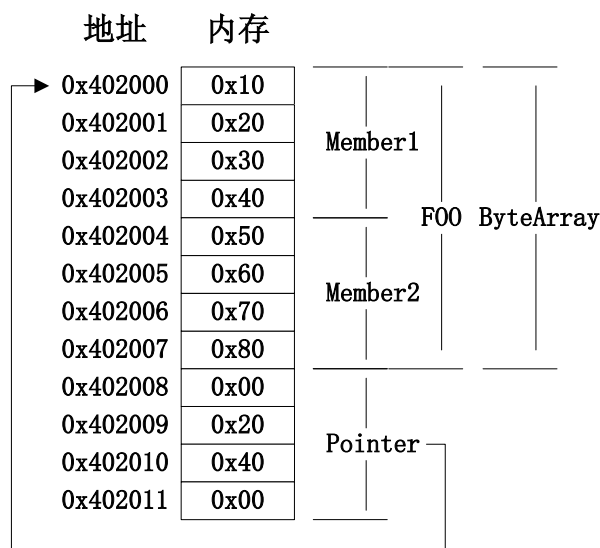 地址 内存
0x402000 0x10
0x402001 0x20
Member1
0x402002 0x30
0x402003 0x40
FOO ByteArray
0x402004 0x50
0x402005 0x60
Member2
0x402006 0x70
0x402007 0x80
0x402008 0x00
0x402009 0x20
Pointer
0x402010 0x40
0x402011 0x00